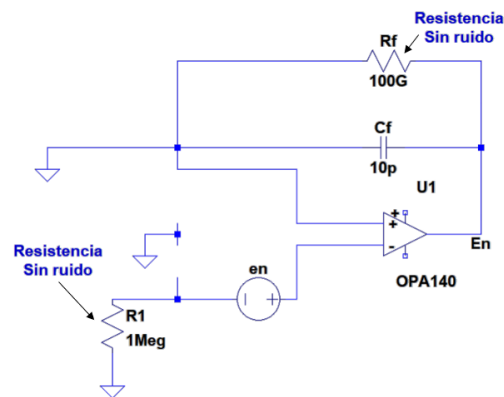 Resistencia
Sin ruido
Rf
100G
Cf
10p
U1
+
+
-
En
OPA140
Resistencia
Sin ruido
en
R1
1Meg